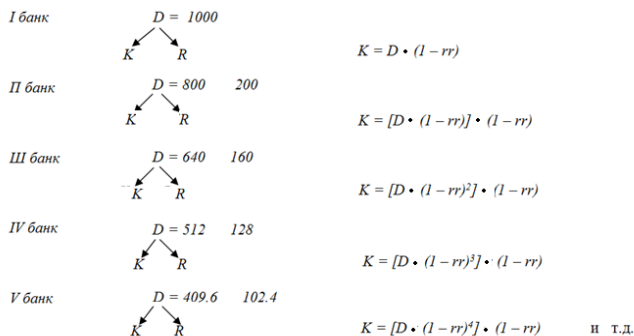 I банк D = 1000
K R K = D • (1 – rr)
П банк D = 800 200
K R K = [D • (1 – rr)] • (1 – rr)
Ш банк D = 640 160
K R K = [D • (1 – rr)²] • (1 – rr)
IV банк D = 512 128
K R K = [D • (1 – rr)³] • (1 – rr)
V банк D = 409.6 102.4
K R K = [D • (1 – rr)⁴] • (1 – rr) и т.д.